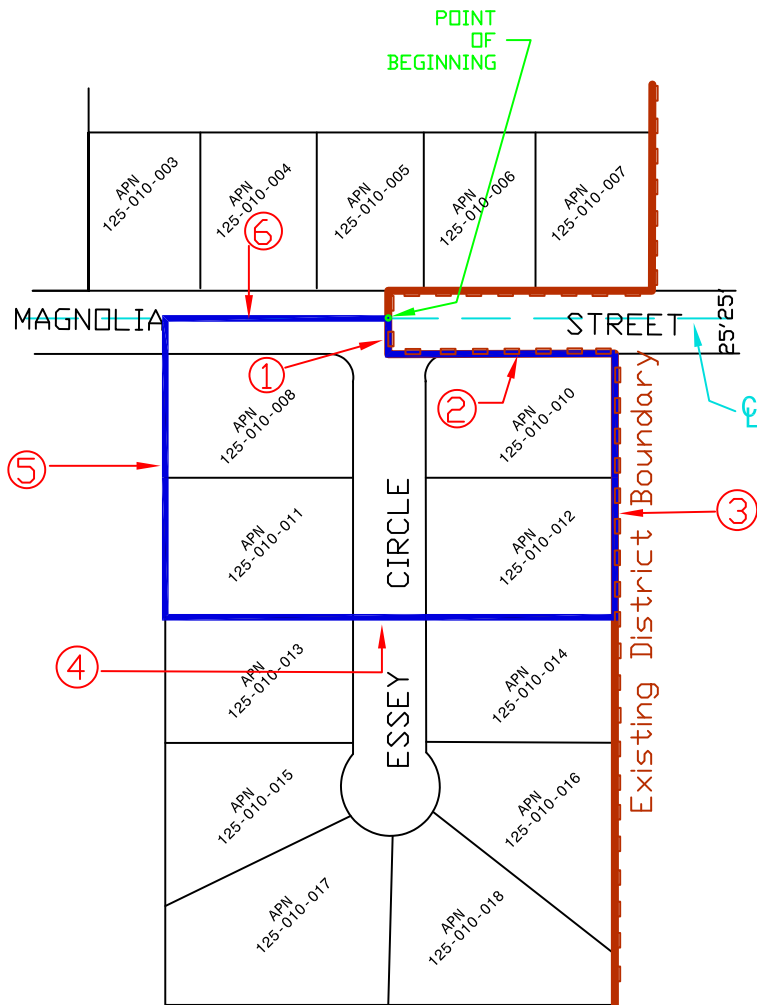 POINT
OF
BEGINNING
APN
125-010-003
APN
125-010-004
APN
125-010-005
APN
125-010-006
APN
125-010-007
6
MAGNOLIA
STREET
25'25'
1
2
CL
APN
125-010-008
APN
125-010-010
5
3
APN
125-010-011
APN
125-010-012
ESSEY CIRCLE
Existing District Boundary
4
APN
125-010-013
APN
125-010-014
APN
125-010-015
APN
125-010-016
APN
125-010-017
APN
125-010-018